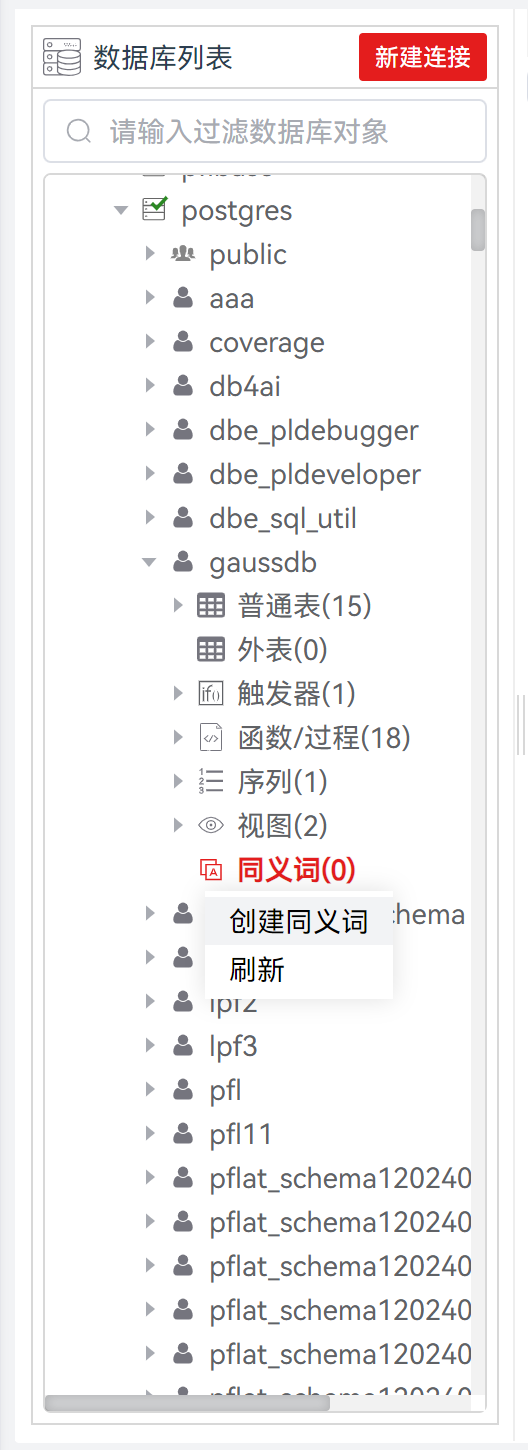 数据库列表
新建连接
请输入过滤数据库对象
postgres
public
aaa
coverage
db4ai
dbe_pldebugger
dbe_pldeveloper
dbe_sql_util
gaussdb
普通表(15)
外表(0)
if()
触发器(1)
函数/过程(18)
序列(1)
视图(2)
同义词(0)
创建同义词
chema
刷新
lpf2
lpf3
pfl
pfl11
pflat_schema120240
pflat_schema120240
pflat_schema120240
pflat_schema120240
pflat_schema120240